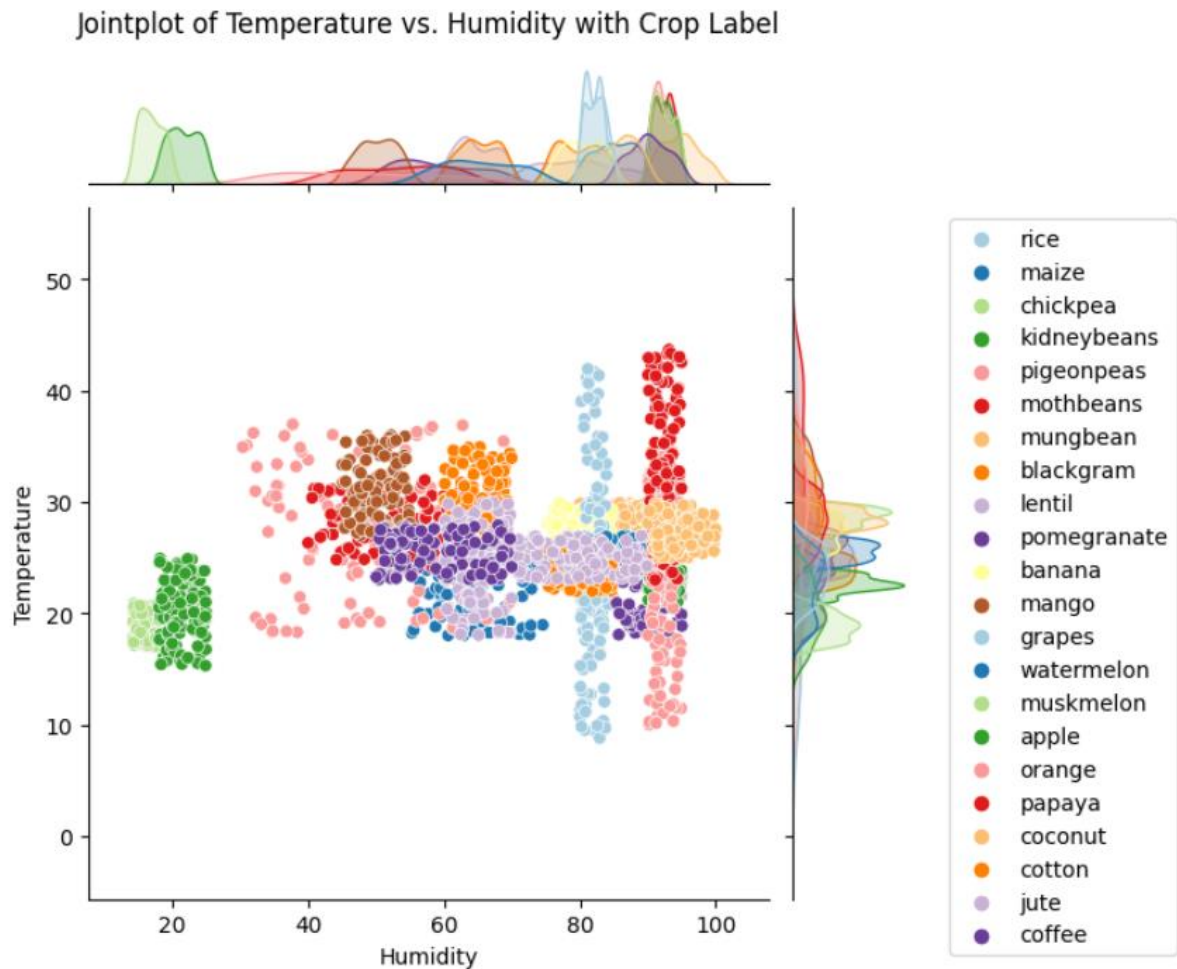 Jointplot of Temperature vs. Humidity with Crop Label
50
40
30
20
10
0
Temperature
20
40
60
80
100
Humidity
rice
maize
chickpea
kidneybeans
pigeonpeas
mothbeans
mungbean
blackgram
lentil
pomegranate
banana
mango
grapes
watermelon
muskmelon
apple
orange
papaya
coconut
cotton
jute
coffee